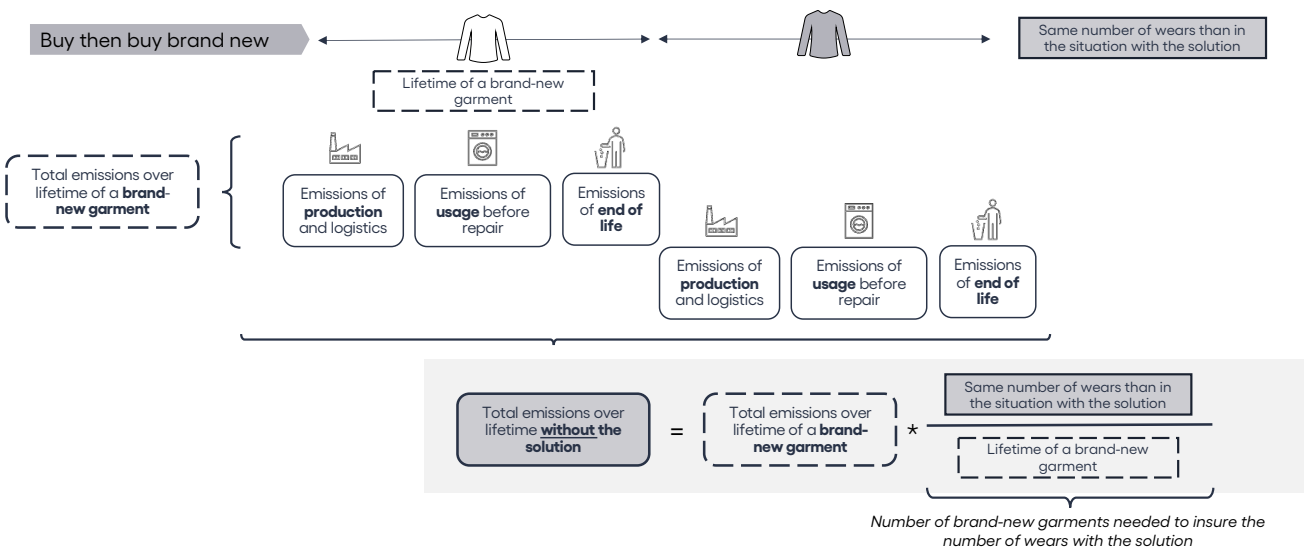 Buy then buy brand new
Same number of wears than in
the situation with the solution
Lifetime of a brand-new
garment
Total emissions over
lifetime of a brand-
new garment
Emissions of
production
and logistics
Emissions of
usage before
repair
Emissions
of end of
life
Emissions of
production
and logistics
Emissions of
usage before
repair
Emissions
of end of
life
Total emissions over
lifetime without the
solution
=
Total emissions over
lifetime of a brand-
new garment
*
Same number of wears than in
the situation with the solution
Lifetime of a brand-new
garment
Number of brand-new garments needed to insure the
number of wears with the solution